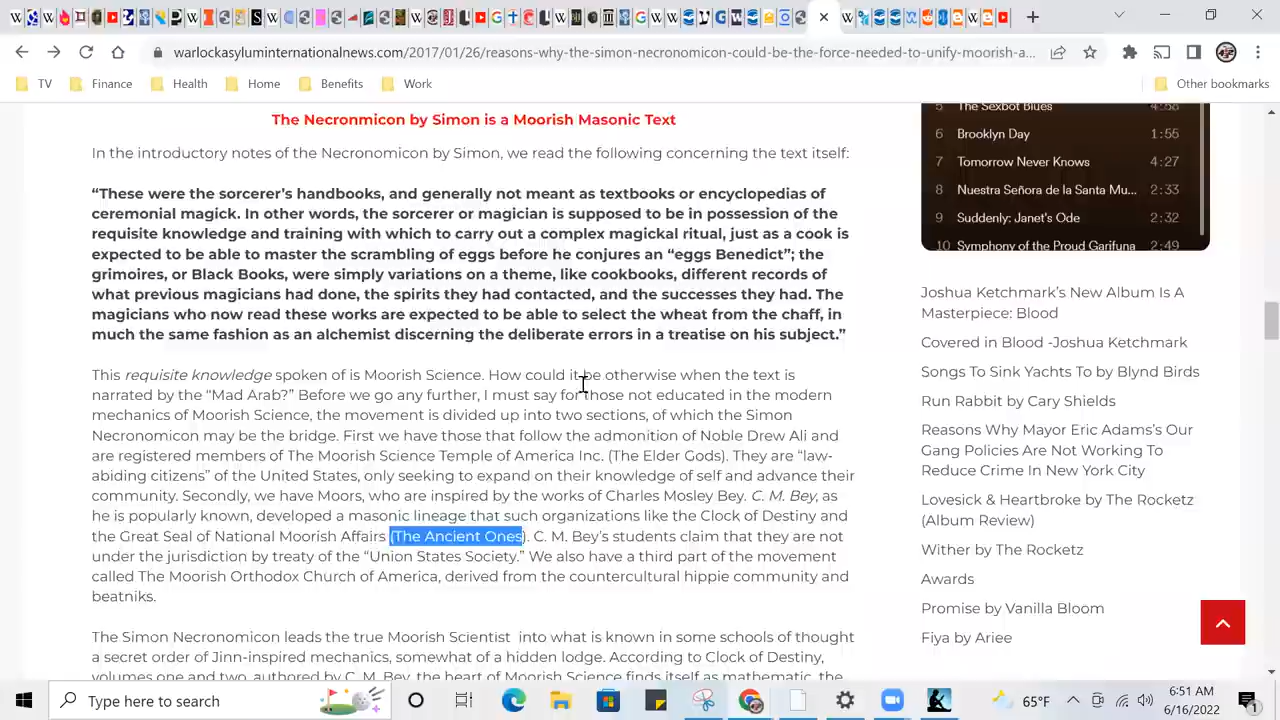 warlockasyluminternationalnews.com/2017/01/26/reasons-why-the-simon-necronomicon-could-be-the-force-needed-to-unify-moorish-a...
TV
Finance
Health
Home
Benefits
Work
Other bookmarks
The Necronmicon by Simon is a Moorish Masonic Text
In the introductory notes of the Necronomicon by Simon, we read the following concerning the text itself:
“These were the sorcerer’s handbooks, and generally not meant as textbooks or encyclopedias of
ceremonial magick. In other words, the sorcerer or magician is supposed to be in possession of the
requisite knowledge and training with which to carry out a complex magickal ritual, just as a cook is
expected to be able to master the scrambling of eggs before he conjures an “eggs Benedict”; the
grimoires, or Black Books, were simply variations on a theme, like cookbooks, different records of
what previous magicians had done, the spirits they had contacted, and the successes they had. The
magicians who now read these works are expected to be able to select the wheat from the chaff, in
much the same fashion as an alchemist discerning the deliberate errors in a treatise on his subject.”
This requisite knowledge spoken of is Moorish Science. How could it be otherwise when the text is
narrated by the “Mad Arab?” Before we go any further, I must say for those not educated in the modern
mechanics of Moorish Science, the movement is divided up into two sections, of which the Simon
Necronomicon may be the bridge. First we have those that follow the admonition of Noble Drew Ali and
are registered members of The Moorish Science Temple of America Inc. (The Elder Gods). They are “law-
abiding citizens” of the United States, only seeking to expand on their knowledge of self and advance their
community. Secondly, we have Moors, who are inspired by the works of Charles Mosley Bey. C. M. Bey, as
he is popularly known, developed a masonic lineage that such organizations like the Clock of Destiny and
the Great Seal of National Moorish Affairs (The Ancient Ones). C. M. Bey’s students claim that they are not
under the jurisdiction by treaty of the “Union States Society.” We also have a third part of the movement
called The Moorish Orthodox Church of America, derived from the countercultural hippie community and
beatniks.
The Simon Necronomicon leads the true Moorish Scientist into what is known in some schools of thought
a secret order of Jinn-inspired mechanics, somewhat of a hidden lodge. According to Clock of Destiny,
volumes one and two, authored by C. M. Bey, the heart of Moorish Science finds itself as mathematic, the
5 The Sexbot Blues 4:58
6 Brooklyn Day 1:55
7 Tomorrow Never Knows 4:27
8 Nuestra Señora de la Santa Mu... 2:33
9 Suddenly: Janet's Ode 2:32
10 Symphony of the Proud Garifuna 2:49
Joshua Ketchmark’s New Album Is A
Masterpiece: Blood
Covered in Blood -Joshua Ketchmark
Songs To Sink Yachts To by Blynd Birds
Run Rabbit by Cary Shields
Reasons Why Mayor Eric Adams’s Our
Gang Policies Are Not Working To
Reduce Crime In New York City
Lovesick & Heartbroke by The Rocketz
(Album Review)
Wither by The Rocketz
Awards
Promise by Vanilla Bloom
Fiya by Ariee
Type here to search
65°F
6:51 AM
6/16/2022
1